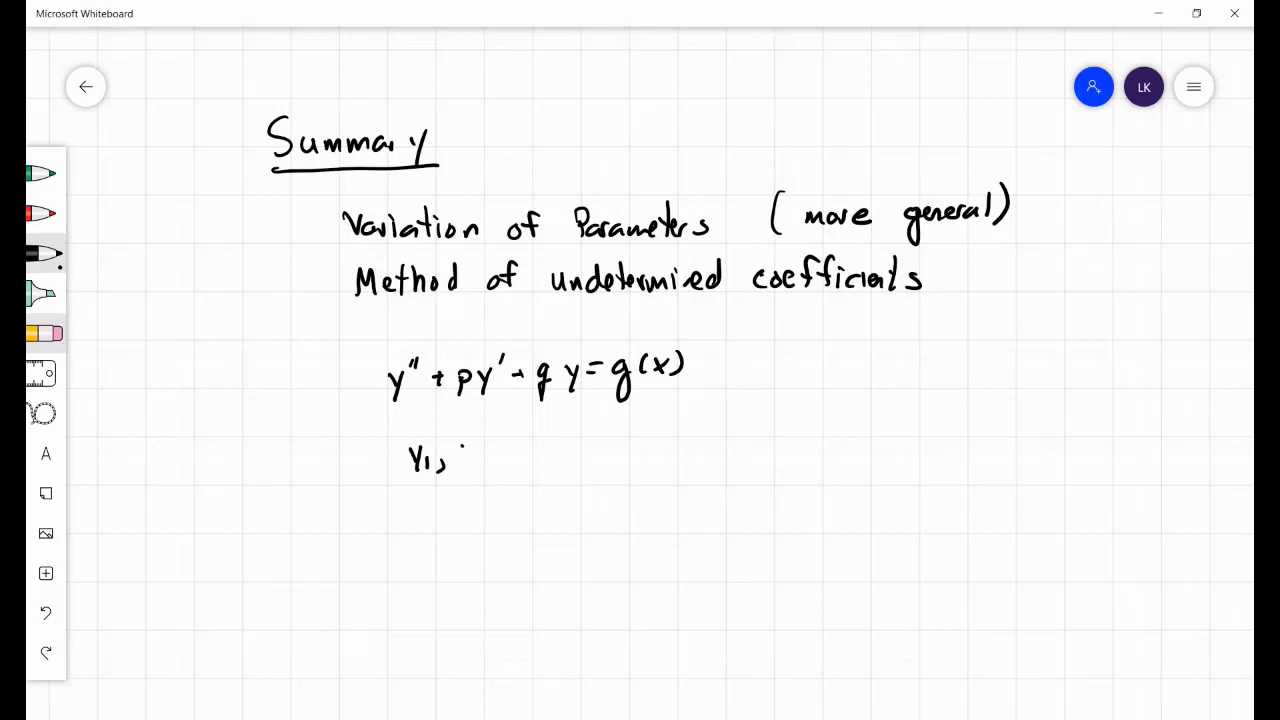 Microsoft Whiteboard
LK
Summary
Variation of Parameters (more general)
Method of undetermined coefficients
y'' + py' + q y = g(x)
y1,
A